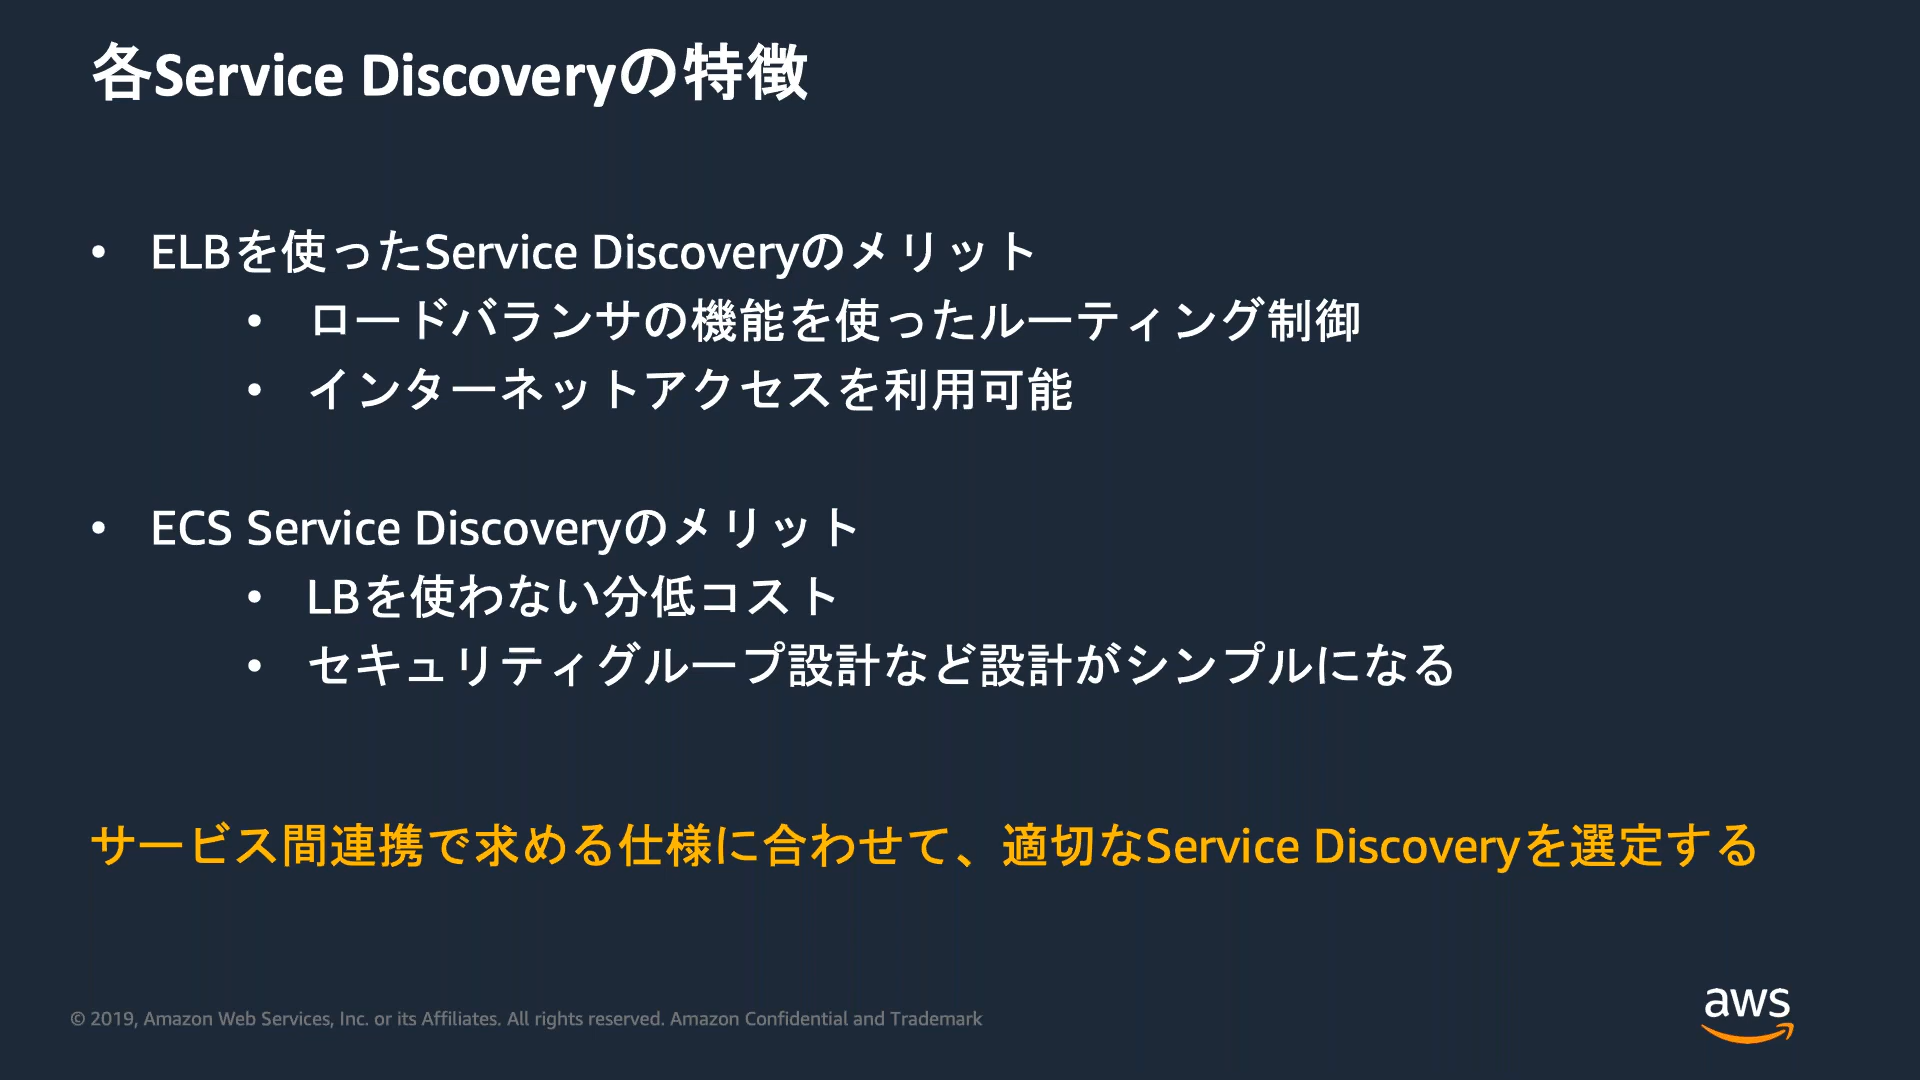 各Service Discoveryの特徴
• ELBを使ったService Discoveryのメリット
• ロードバランサの機能を使ったルーティング制御
• インターネットアクセスを利用可能
• ECS Service Discoveryのメリット
• LBを使わない分低コスト
• セキュリティグループ設計など設計がシンプルになる
サービス間連携で求める仕様に合わせて、適切なService Discoveryを選定する
© 2019, Amazon Web Services, Inc. or its Affiliates. All rights reserved. Amazon Confidential and Trademark
aws